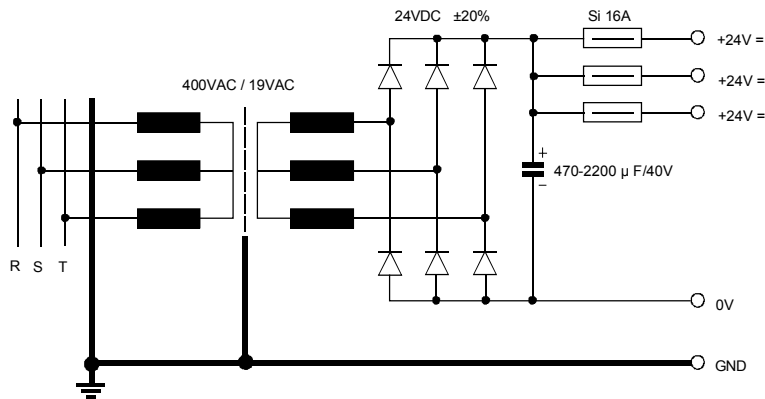 24VDC ±20%
Si 16A
+24V =
400VAC / 19VAC
+24V =
+24V =
+
470-2200 µ F/40V
−
R S T
0V
GND